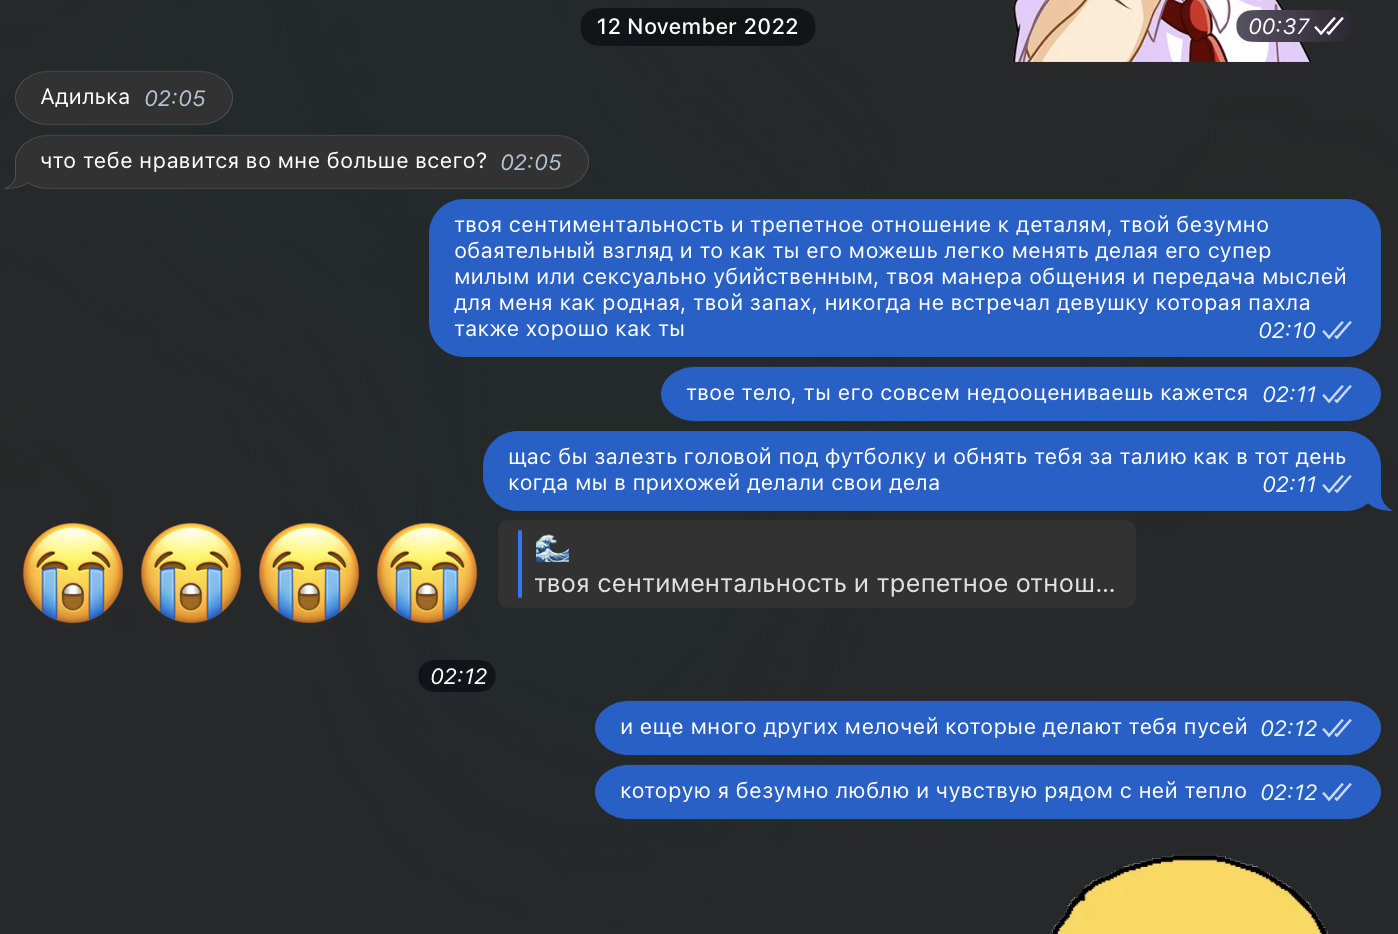 12 November 2022
00:37
Адилька 02:05
что тебе нравится во мне больше всего? 02:05
твоя сентиментальность и трепетное отношение к деталям, твой безумно
обаятельный взгляд и то как ты его можешь легко менять делая его супер
милым или сексуально убийственным, твоя манера общения и передача мыслей
для меня как родная, твой запах, никогда не встречал девушку которая пахла
также хорошо как ты 02:10
твое тело, ты его совсем недооцениваешь кажется 02:11
щас бы залезть головой под футболку и обнять тебя за талию как в тот день
когда мы в прихожей делали свои дела 02:11
твоя сентиментальность и трепетное отнош...
02:12
и еще много других мелочей которые делают тебя пусей 02:12
которую я безумно люблю и чувствую рядом с ней тепло 02:12